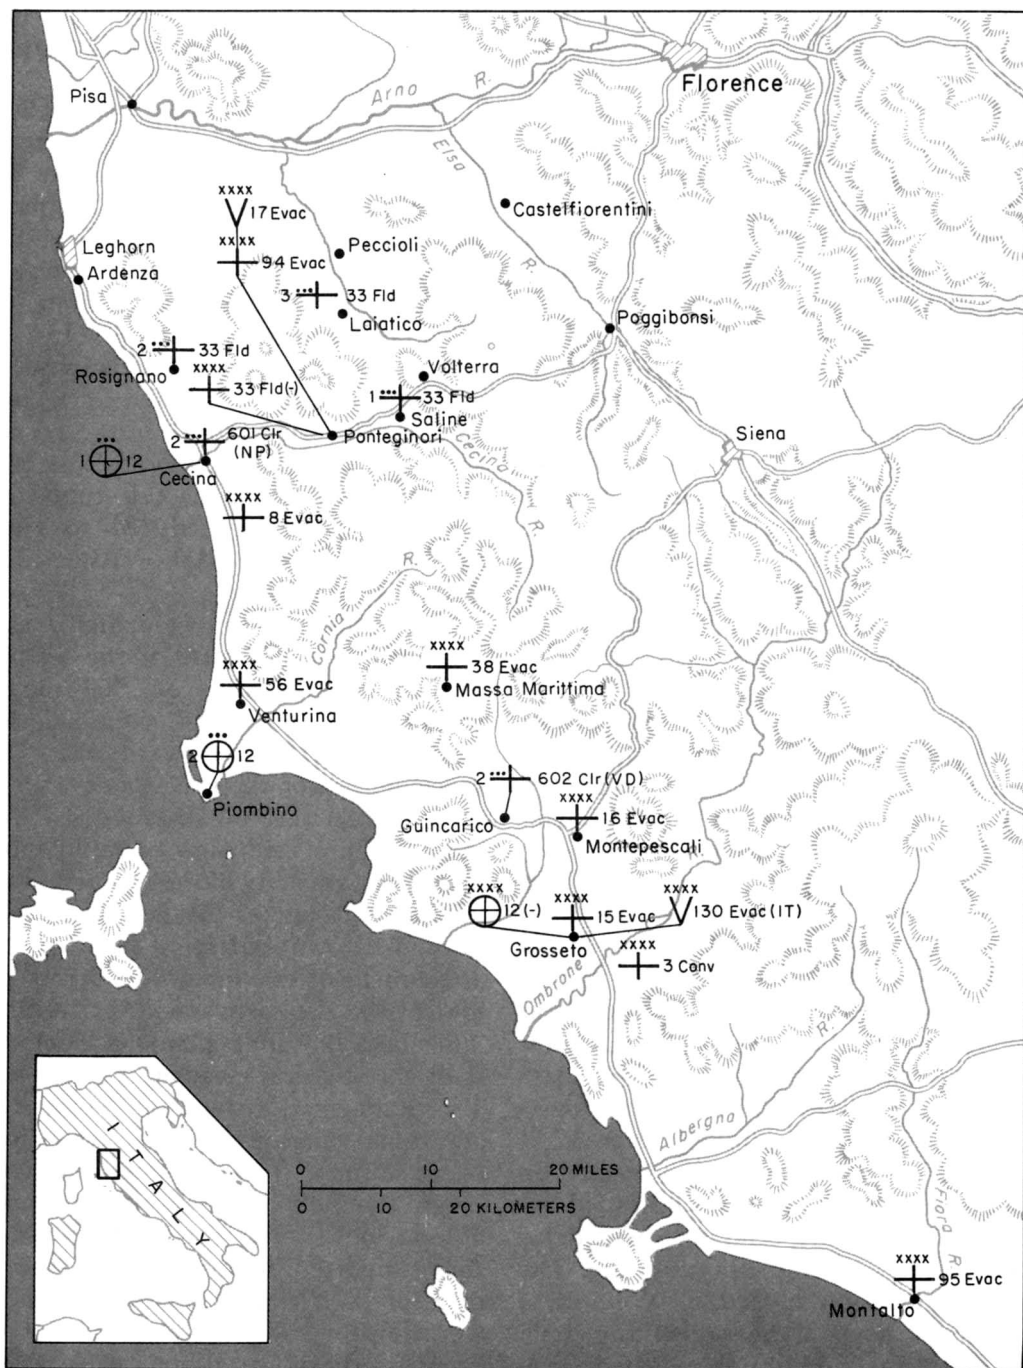 Pisa
Arno R.
Florence
Elsa R.
Castelfiorentini
xxxx
17 Evac
xxxx
94 Evac
Leghorn
Ardenza
Peccioli
3 33 Fld
Laiatico
Poggibonsi
2 33 Fld
Rosignano
xxxx
33 Fld(-)
Volterra
1 33 Fld
Saline
Ponteginori
Cecina R.
Siena
2 601 Clr
(NP)
1 12
Cecina
xxxx
8 Evac
Cornia R.
xxxx
38 Evac
Massa Marittima
xxxx
56 Evac
Venturina
2 12
Piombino
2 602 Clr (VD)
Guincarico
xxxx
16 Evac
Montepescali
xxxx
12(-)
xxxx
15 Evac
xxxx
130 Evac (IT)
Grosseto
xxxx
3 Conv
Ombrone R.
Albergna R.
Fiora R.
ITALY
0 10 20 MILES
0 10 20 KILOMETERS
xxxx
95 Evac
Montalto